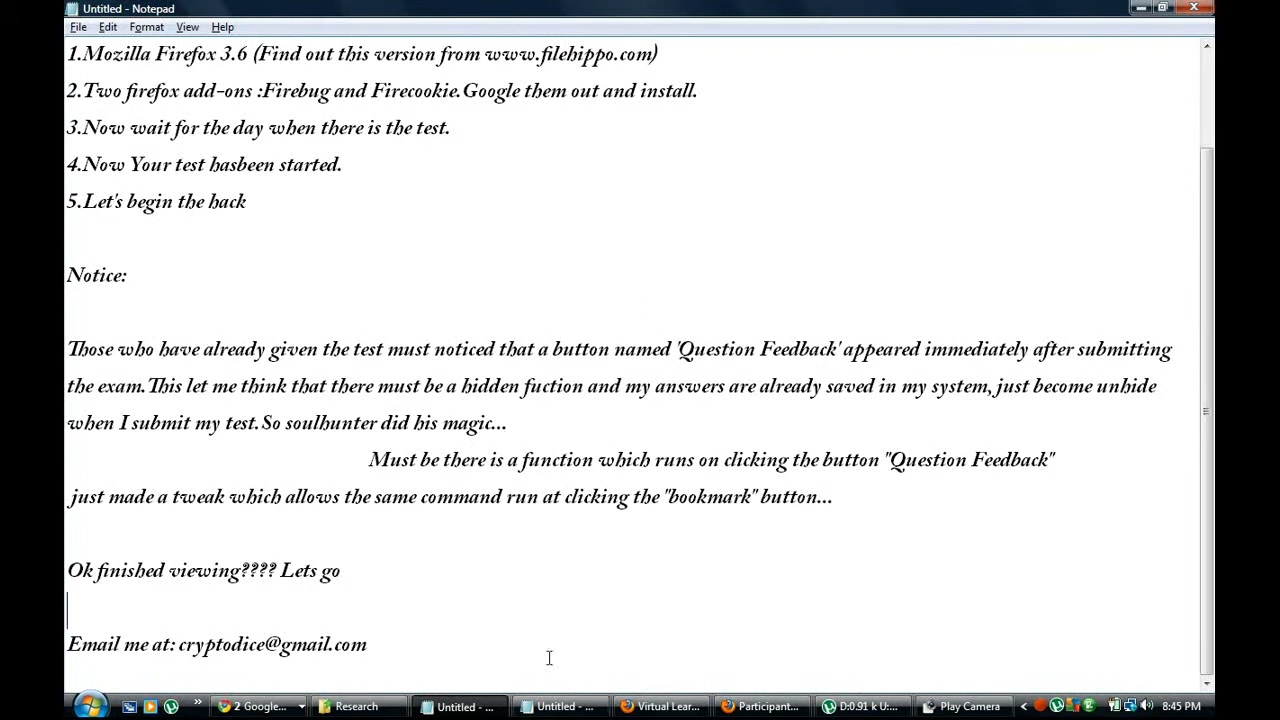 Untitled - Notepad
File Edit Format View Help
1.Mozilla Firefox 3.6 (Find out this version from www.filehippo.com)
2.Two firefox add-ons :Firebug and Firecookie.Google them out and install.
3.Now wait for the day when there is the test.
4.Now Your test hasbeen started.
5.Let's begin the hack
Notice:
Those who have already given the test must noticed that a button named 'Question Feedback' appeared immediately after submitting
the exam.This let me think that there must be a hidden fuction and my answers are already saved in my system, just become unhide
when I submit my test.So soulhunter did his magic...
Must be there is a function which runs on clicking the button "Question Feedback"
just made a tweak which allows the same command run at clicking the "bookmark" button...
Ok finished viewing???? Lets go
Email me at: cryptodice@gmail.com
2 Google... Research Untitled - ... Untitled - ... Virtual Lear... Participant... D:0.91 k U:... Play Camera 8:45 PM